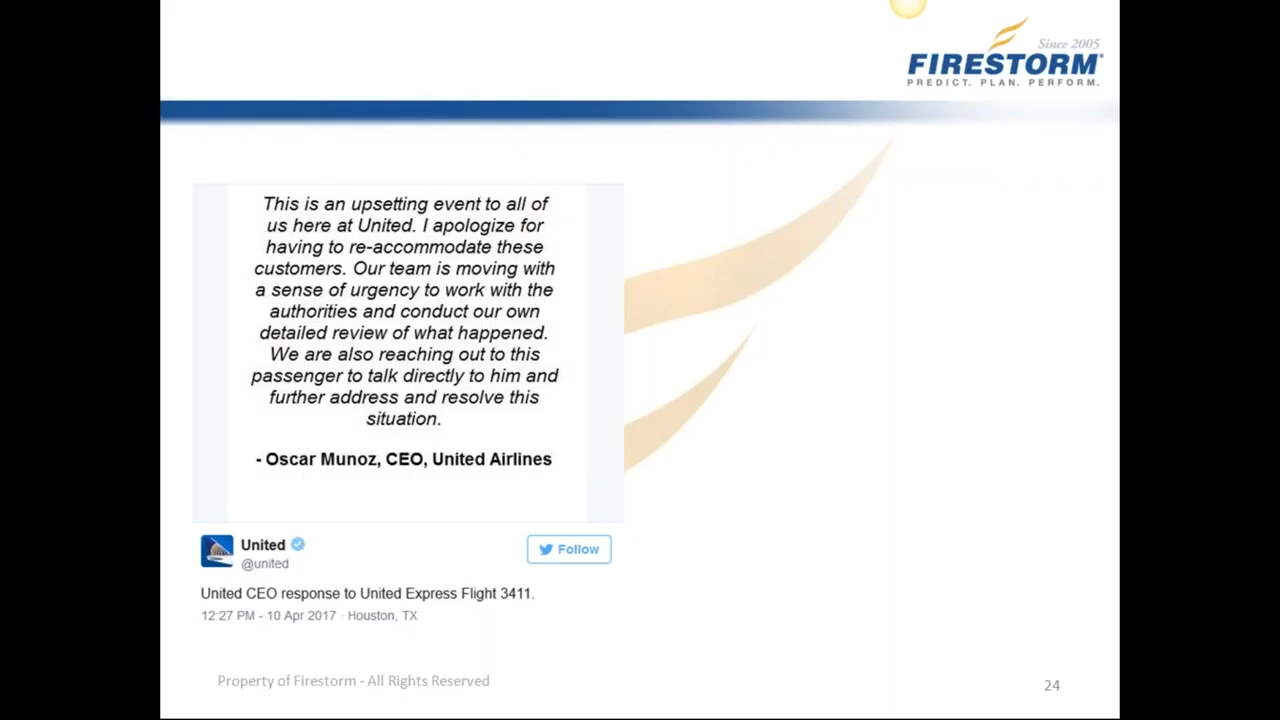 Since 2005
FIRESTORM
PREDICT. PLAN. PERFORM.
This is an upsetting event to all of
us here at United. I apologize for
having to re-accommodate these
customers. Our team is moving with
a sense of urgency to work with the
authorities and conduct our own
detailed review of what happened.
We are also reaching out to this
passenger to talk directly to him and
further address and resolve this
situation.
- Oscar Munoz, CEO, United Airlines
United
Follow
@united
United CEO response to United Express Flight 3411.
12:27 PM - 10 Apr 2017 · Houston, TX
Property of Firestorm - All Rights Reserved
24